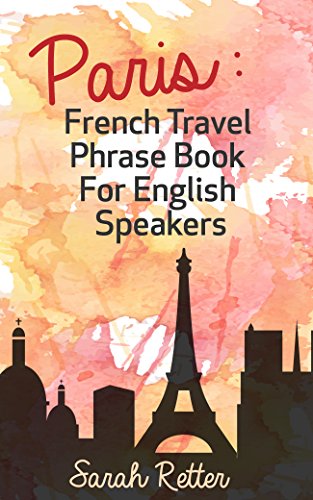 Paris:
French Travel
Phrase Book
For English
Speakers
Sarah Retter